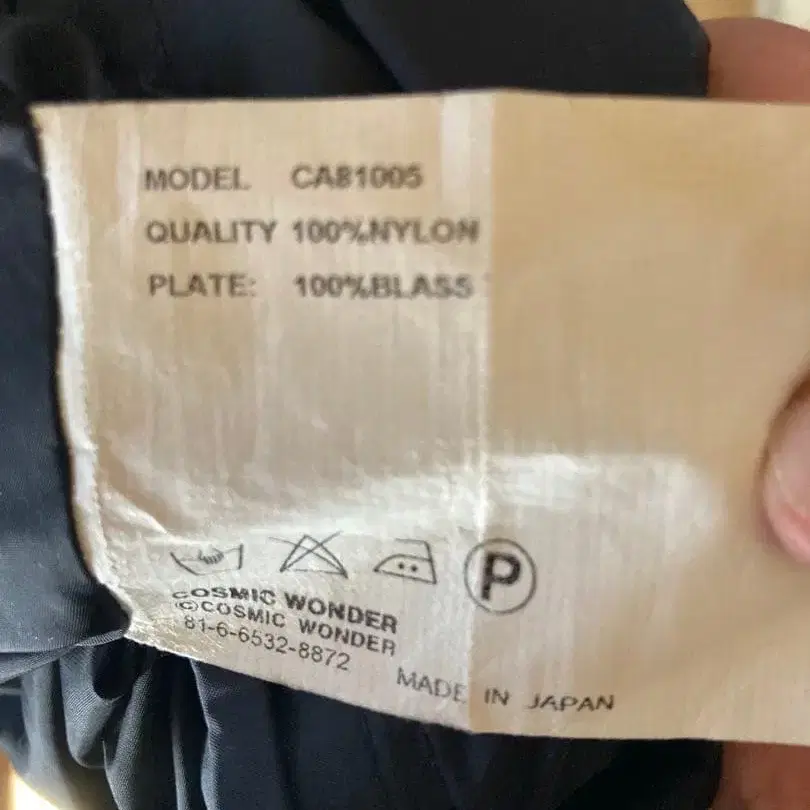 MODEL CA81005
QUALITY 100%NYLON
PLATE: 100%BLASS
P
COSMIC WONDER
©COSMIC WONDER
81-6-6532-8872
MADE IN JAPAN